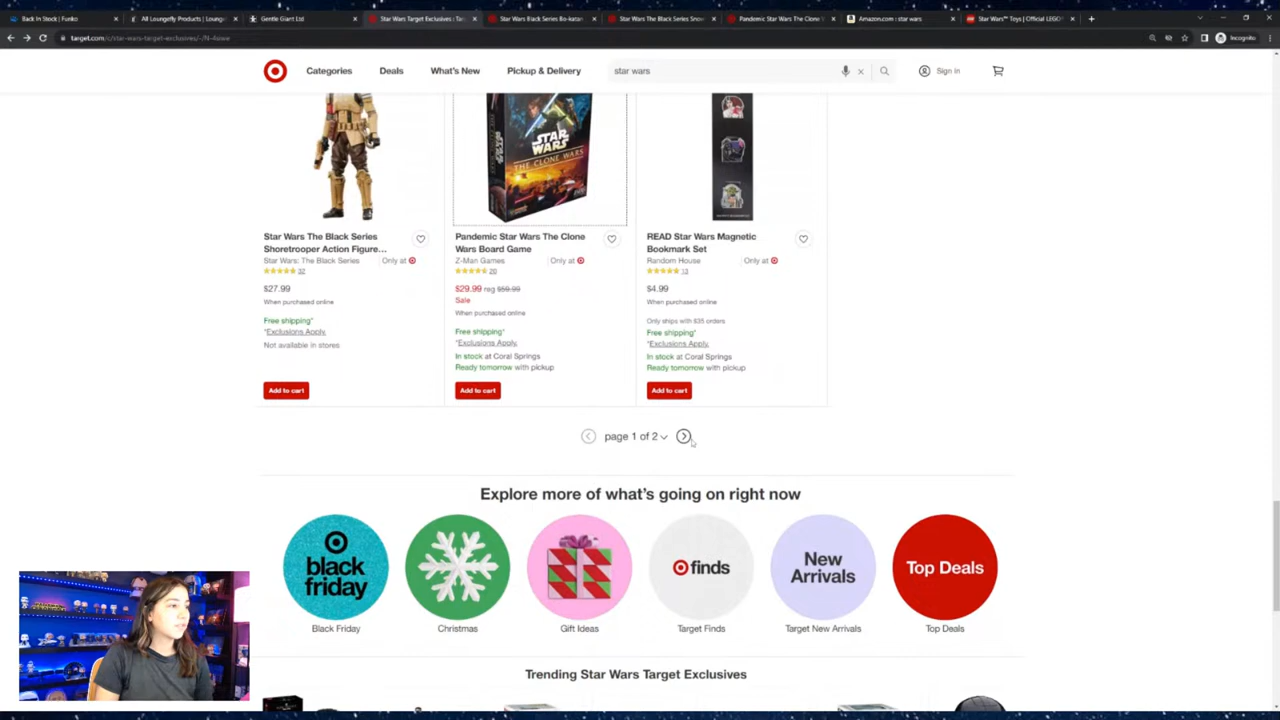 Back In Stock | Funko
All Loungefly Products | Loung
Gentle Giant Ltd
Star Wars Target Exclusives : Tar
Star Wars Black Series Bo-katan
Star Wars The Black Series Snow
Pandemic Star Wars The Clone W
Amazon.com : star wars
Star Wars™ Toys | Official LEGO®
target.com/c/star-wars-target-exclusives/-/N-
Incognito
Categories
Deals
What's New
Pickup & Delivery
star wars
Sign in
STAR WARS
STAR WARS
THE CLONE WARS
Star Wars The Black Series
Shoretrooper Action Figure...
Star Wars: The Black Series
Only at
32
$27.99
When purchased online
Free shipping*
*Exclusions Apply.
Not available in stores
Add to cart
Pandemic Star Wars The Clone
Wars Board Game
Z-Man Games
Only at
20
$29.99 reg $59.99
Sale
When purchased online
Free shipping*
*Exclusions Apply.
In stock at Coral Springs
Ready tomorrow with pickup
Add to cart
READ Star Wars Magnetic
Bookmark Set
Random House
Only at
13
$4.99
When purchased online
Only ships with $35 orders
Free shipping*
*Exclusions Apply.
In stock at Coral Springs
Ready tomorrow with pickup
Add to cart
page 1 of 2
Explore more of what's going on right now
black
friday
finds
New
Arrivals
Top Deals
Black Friday
Christmas
Gift Ideas
Target Finds
Target New Arrivals
Top Deals
Trending Star Wars Target Exclusives